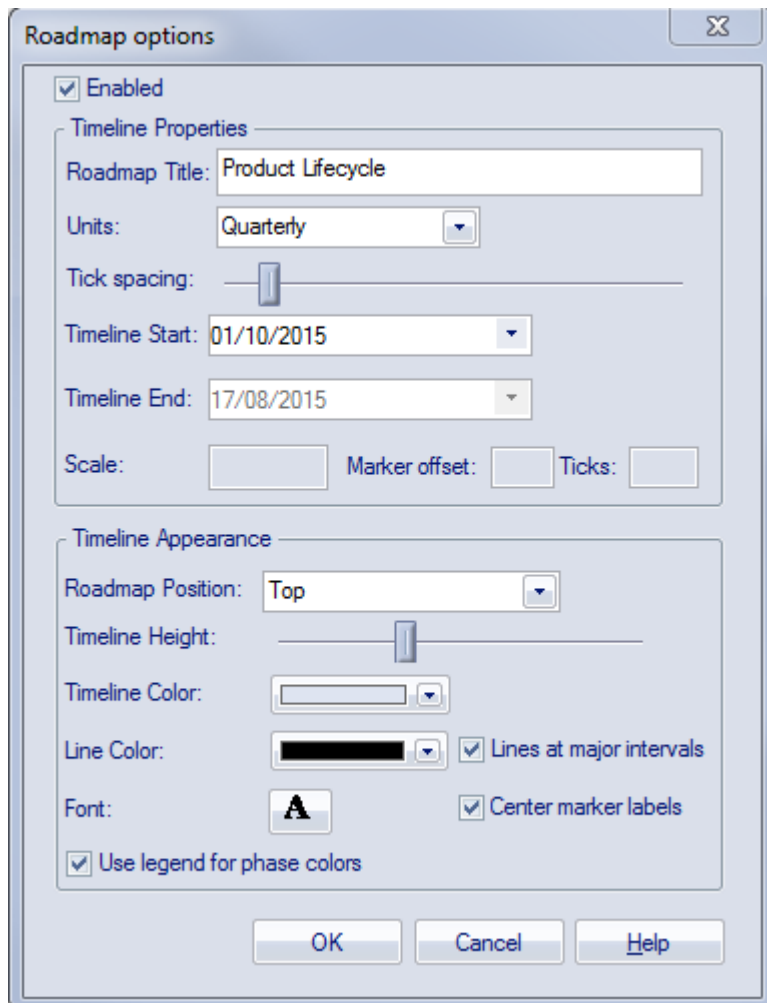 Roadmap options
Enabled
Timeline Properties
Roadmap Title: Product Lifecycle
Units: Quarterly
Tick spacing:
Timeline Start: 01/10/2015
Timeline End: 17/08/2015
Scale: Marker offset: Ticks:
Timeline Appearance
Roadmap Position: Top
Timeline Height:
Timeline Color:
Line Color: Lines at major intervals
Font: A Center marker labels
Use legend for phase colors
OK Cancel Help